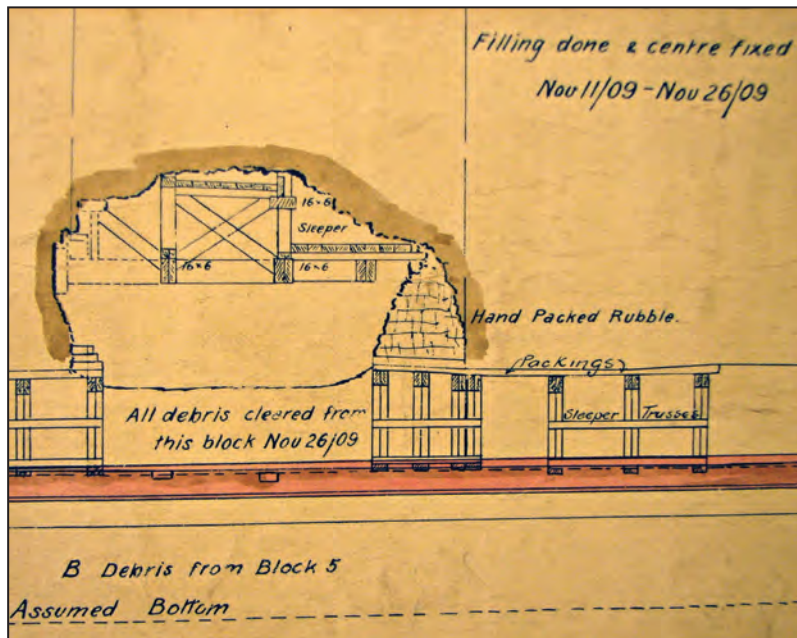 Filling done & centre fixed
Nov 11/09 - Nov 26/09
16×6
Sleeper
16×6
16×6
Hand Packed Rubble.
(Packings)
All debris cleared from
this block Nov 26/09
Sleeper Trusses
B Debris from Block 5
Assumed Bottom